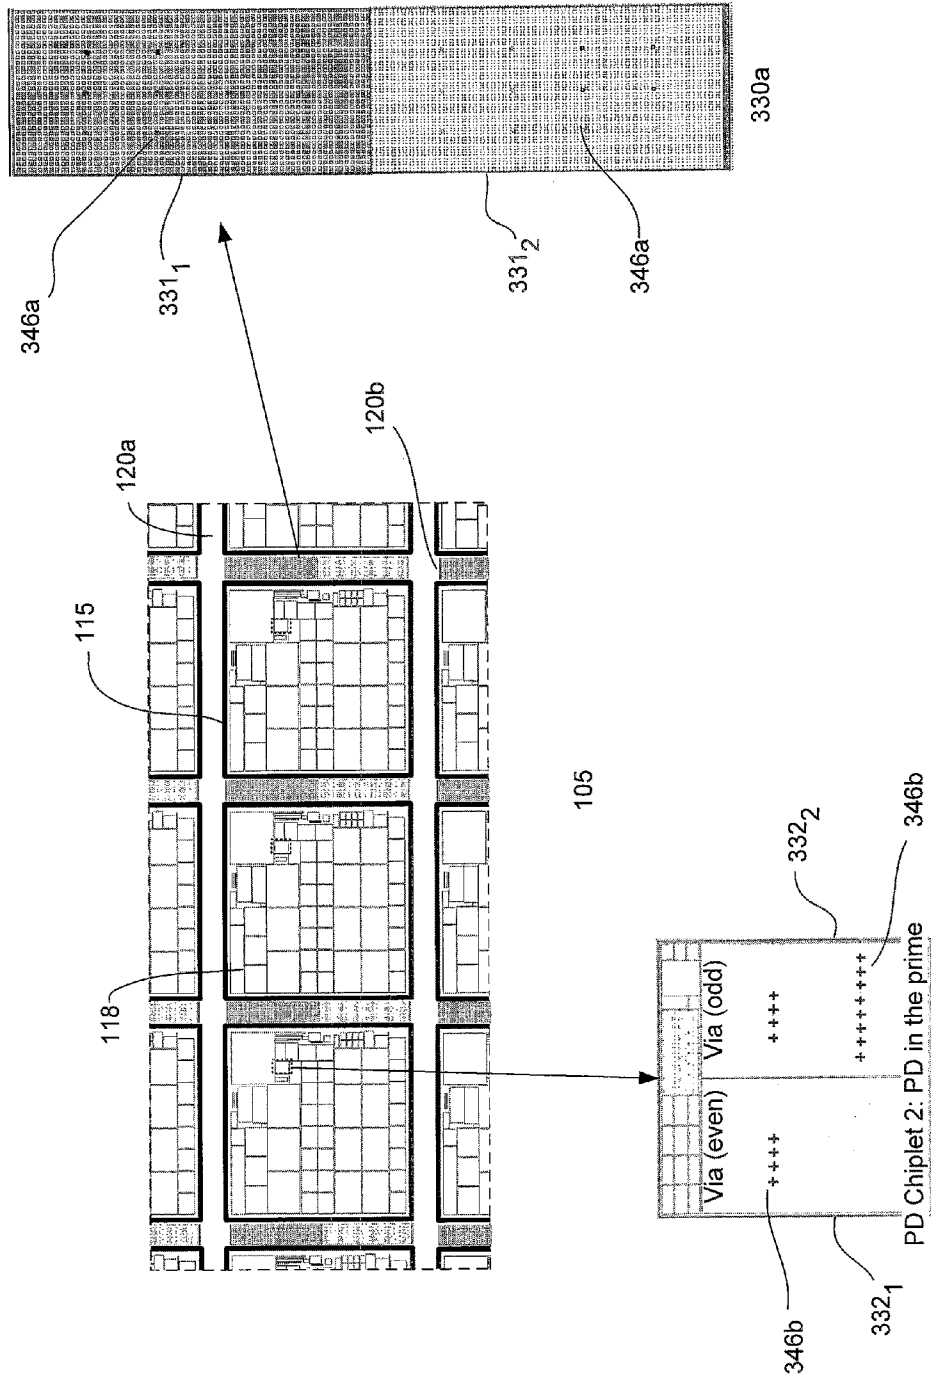 346a
331₁
331₂
346a
330a
120a
120b
115
118
105
Via (even) Via (odd)
++++ ++++
+++++++++
346b
332₁
332₂
346b
PD Chiplet 2: PD in the prime